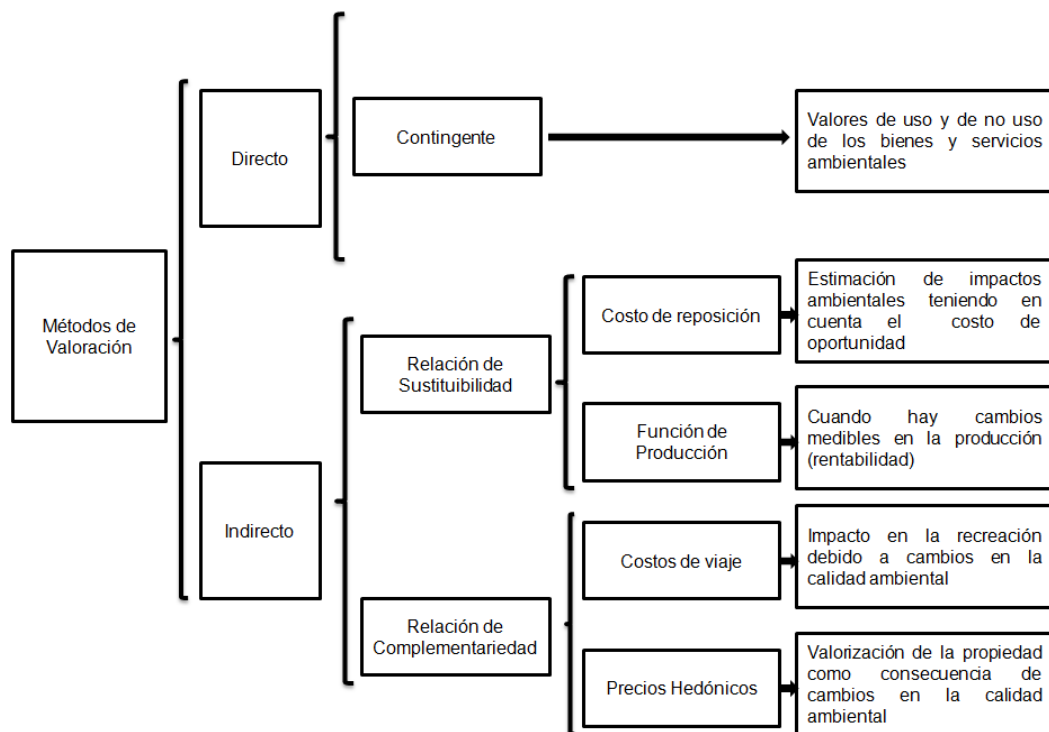 Métodos de
Valoración
Directo
Contingente
Valores de uso y de no uso
de los bienes y servicios
ambientales
Indirecto
Relación de
Sustituibilidad
Costo de reposición
Estimación de impactos
ambientales teniendo en
cuenta el costo de
oportunidad
Función de
Producción
Cuando hay cambios
medibles en la producción
(rentabilidad)
Relación de
Complementariedad
Costos de viaje
Impacto en la recreación
debido a cambios en la
calidad ambiental
Precios Hedónicos
Valorización de la propiedad
como consecuencia de
cambios en la calidad
ambiental